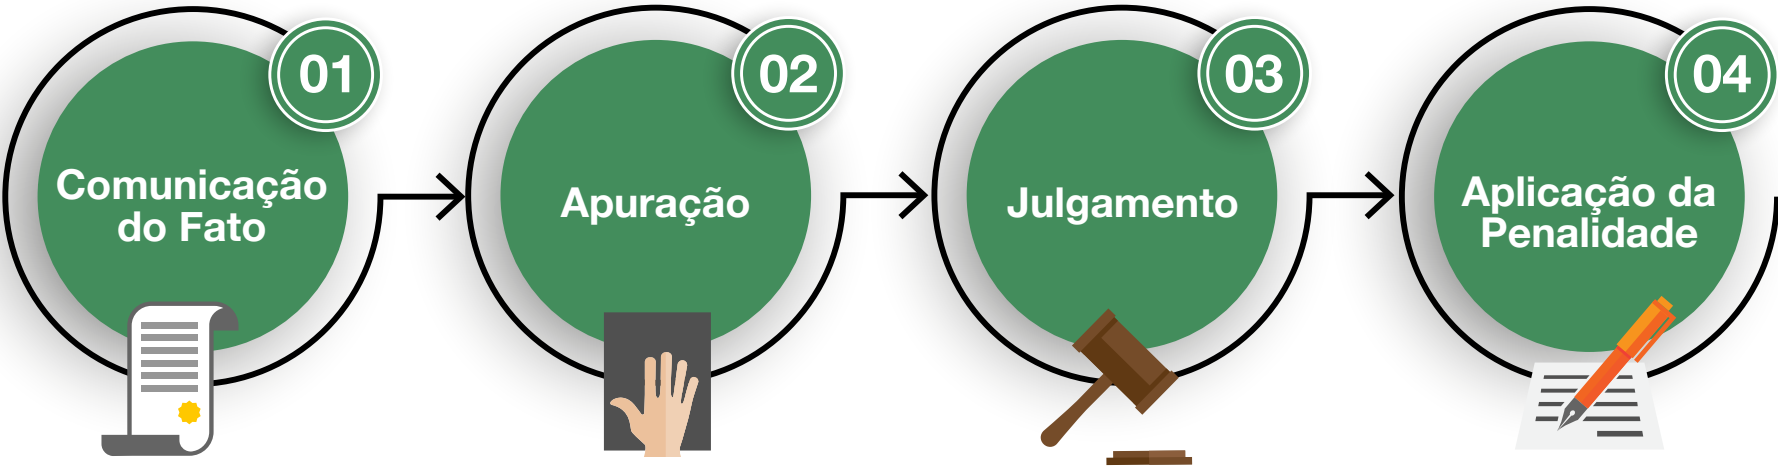 01
Comunicação
do Fato
02
Apuração
03
Julgamento
04
Aplicação da
Penalidade